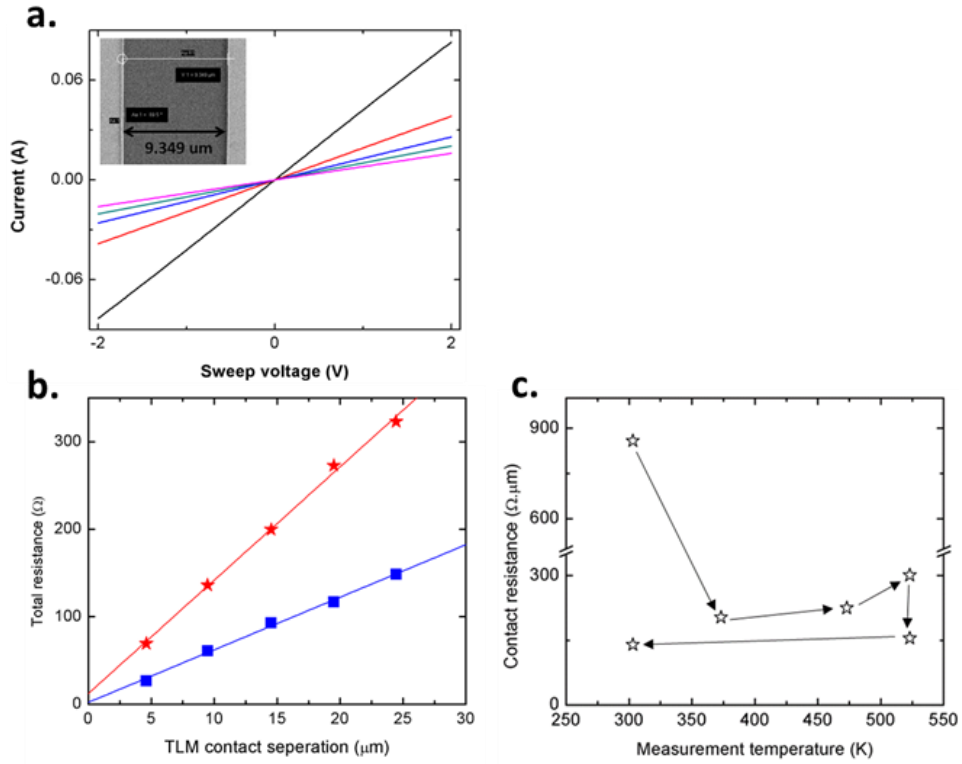 a.
0.06
0.00
-0.06
Current (A)
9.349 um
-2
0
2
Sweep voltage (V)
b.
300
200
100
0
Total resistance (Ω)
0
5
10
15
20
25
30
TLM contact seperation (μm)
c.
900
600
300
0
Contact resistance (Ω.μm)
250
300
350
400
450
500
550
Measurement temperature (K)